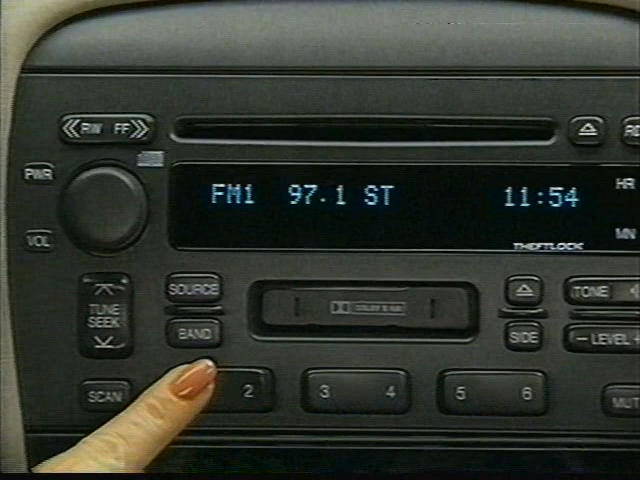 RW FF
PWR
VOL
FM1 97.1 ST 11:54
THEFTLOCK
HR
MN
TUNE
SEEK
SOURCE
BAND
SCAN
2
3 4
5 6
SIDE
TONE
- LEVEL +